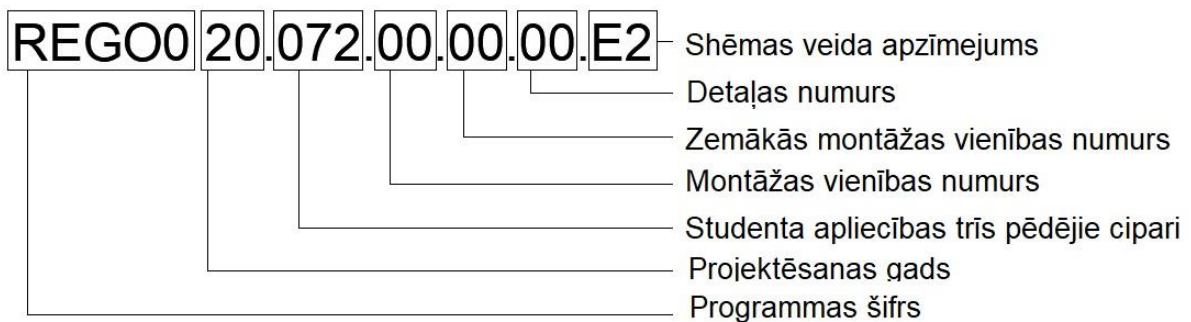 REGO0 20.072.00.00.00.E2
Shēmas veida apzīmejums
Detaļas numurs
Zemākās montāžas vienības numurs
Montāžas vienības numurs
Studenta apliecības trīs pēdējie cipari
Projektēsanas gads
Programmas šifrs